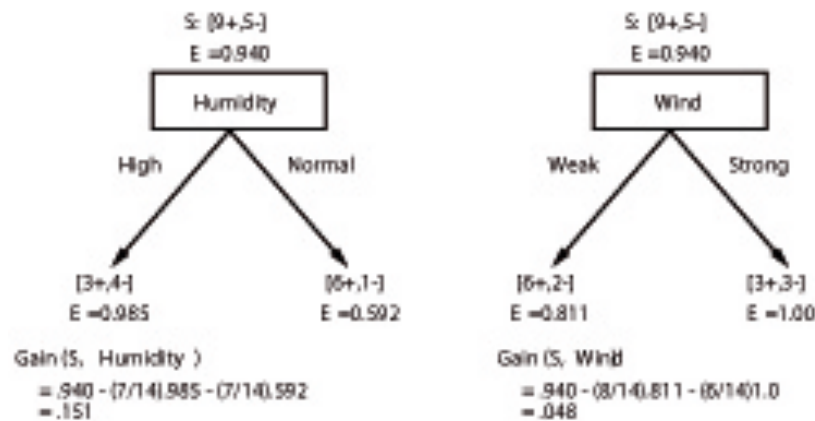 S: [9+,5-]
E =0.940
Humidity
High
Normal
[3+,4-]
E =0.985
[6+,1-]
E =0.592
Gain (S, Humidity )
= .940 - (7/14).985 - (7/14).592
= .151
S: [9+,5-]
E =0.940
Wind
Weak
Strong
[6+,2-]
E =0.811
[3+,3-]
E =1.00
Gain (S, Wind)
= .940 - (8/14).811 - (6/14)1.0
= .048